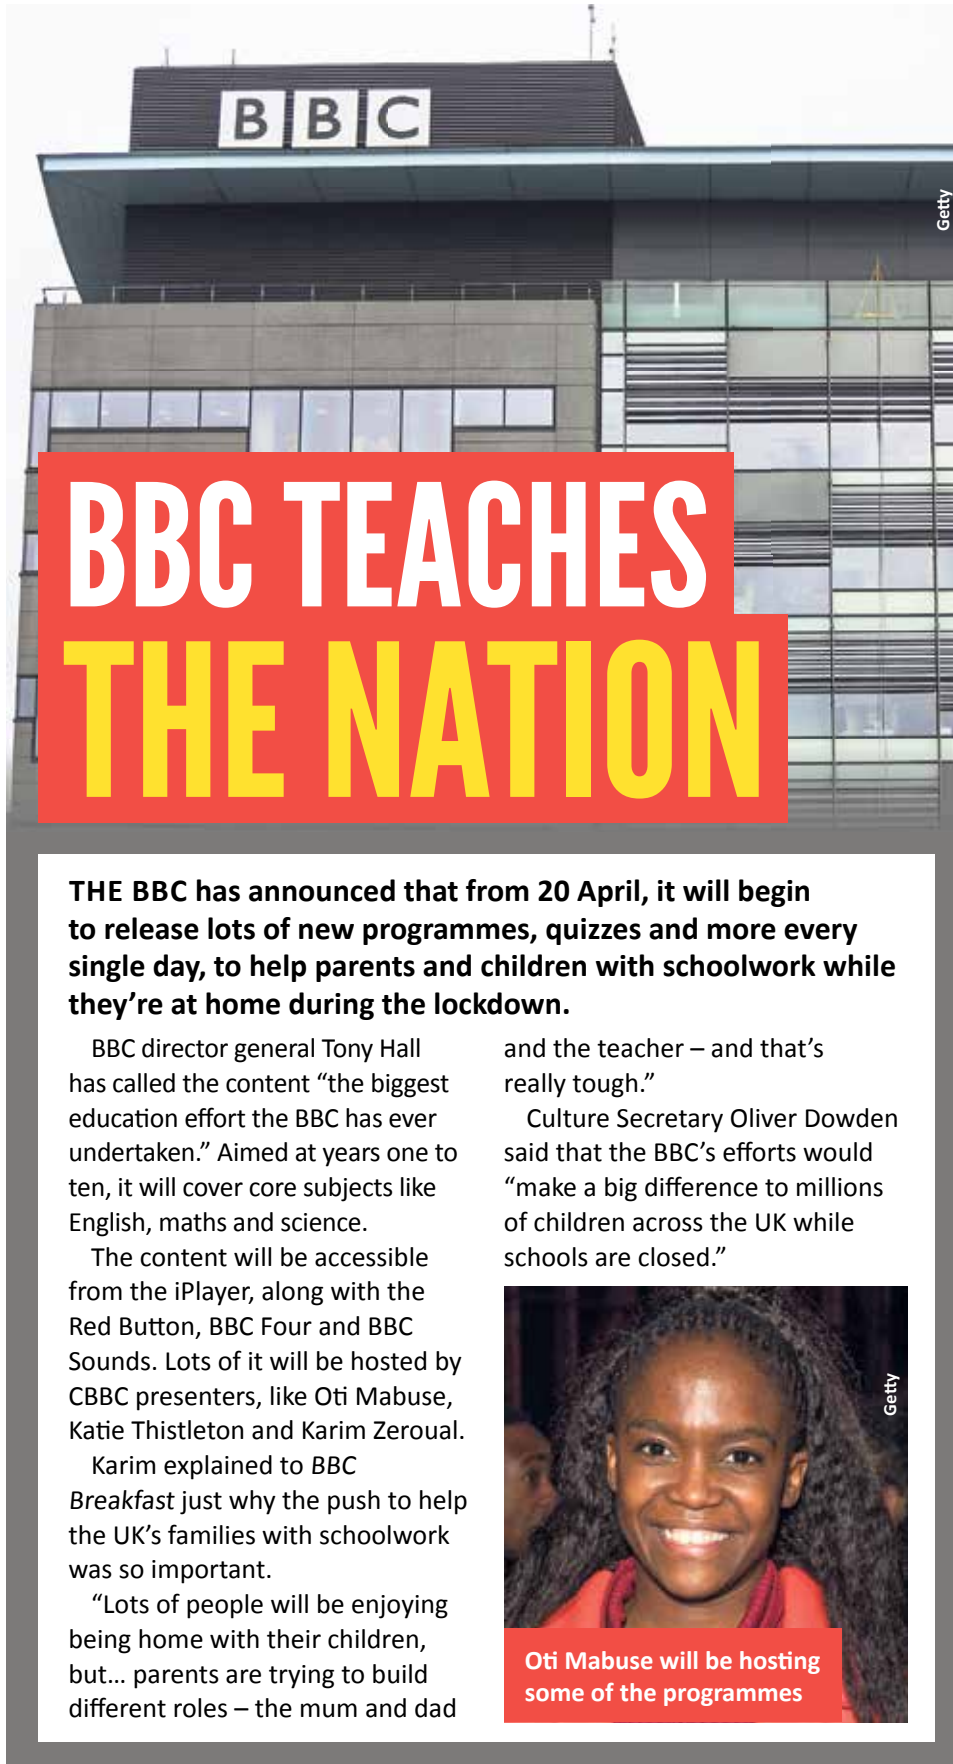 BBC
Getty
BBC TEACHES
THE NATION
THE BBC has announced that from 20 April, it will begin
to release lots of new programmes, quizzes and more every
single day, to help parents and children with schoolwork while
they’re at home during the lockdown.
BBC director general Tony Hall
has called the content “the biggest
education effort the BBC has ever
undertaken.” Aimed at years one to
ten, it will cover core subjects like
English, maths and science.
The content will be accessible
from the iPlayer, along with the
Red Button, BBC Four and BBC
Sounds. Lots of it will be hosted by
CBBC presenters, like Oti Mabuse,
Katie Thistleton and Karim Zeroual.
Karim explained to BBC
Breakfast just why the push to help
the UK’s families with schoolwork
was so important.
“Lots of people will be enjoying
being home with their children,
but… parents are trying to build
different roles – the mum and dad
and the teacher – and that’s
really tough.”
Culture Secretary Oliver Dowden
said that the BBC’s efforts would
“make a big difference to millions
of children across the UK while
schools are closed.”
Getty
Oti Mabuse will be hosting
some of the programmes